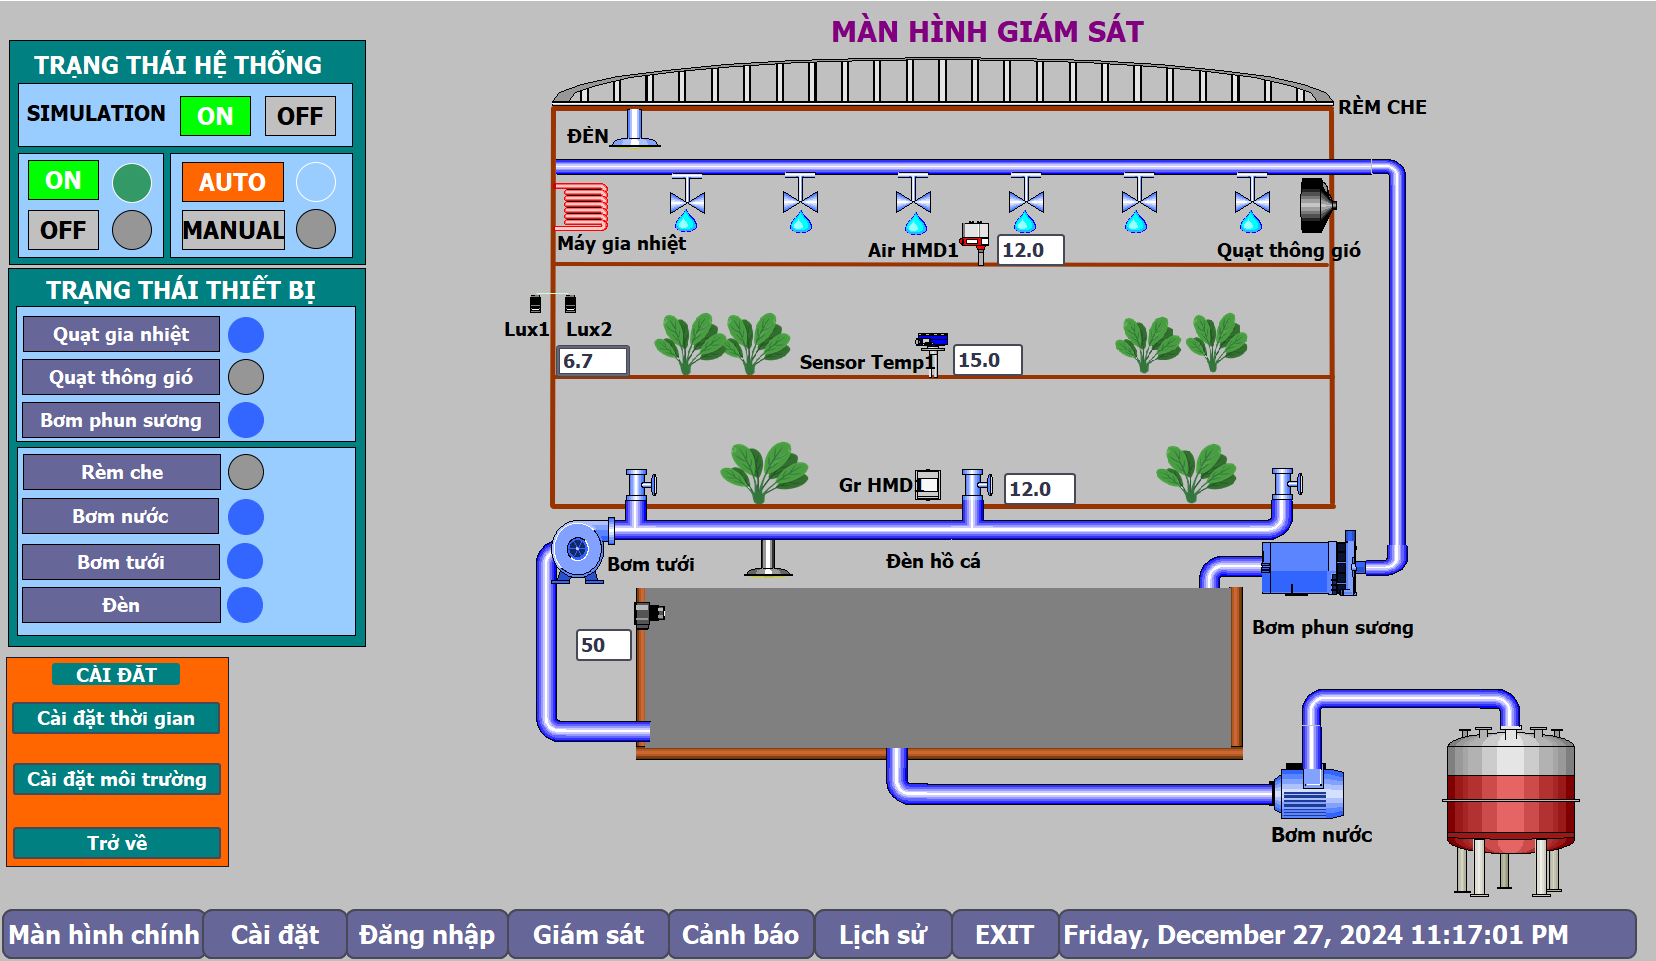 MÀN HÌNH GIÁM SÁT
TRẠNG THÁI HỆ THỐNG
SIMULATION
ON
OFF
ON
AUTO
OFF
MANUAL
TRẠNG THÁI THIẾT BỊ
Quạt gia nhiệt
Quạt thông gió
Bơm phun sương
Rèm che
Bơm nước
Bơm tưới
Đèn
CÀI ĐẶT
Cài đặt thời gian
Cài đặt môi trường
Trở về
RÈM CHE
ĐÈN
Máy gia nhiệt
Air HMD1
12.0
Quạt thông gió
Lux1
Lux2
6.7
Sensor Temp1
15.0
Gr HMD1
12.0
Bơm tưới
Đèn hồ cá
50
Bơm phun sương
Bơm nước
Màn hình chính
Cài đặt
Đăng nhập
Giám sát
Cảnh báo
Lịch sử
EXIT
Friday, December 27, 2024 11:17:01 PM